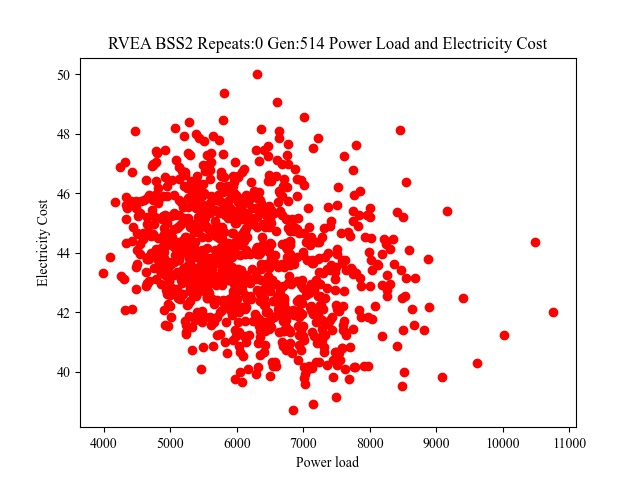 RVEA BSS2 Repeats:0 Gen:514 Power Load and Electricity Cost
50
48
46
44
42
40
Electricity Cost
4000 5000 6000 7000 8000 9000 10000 11000
Power load